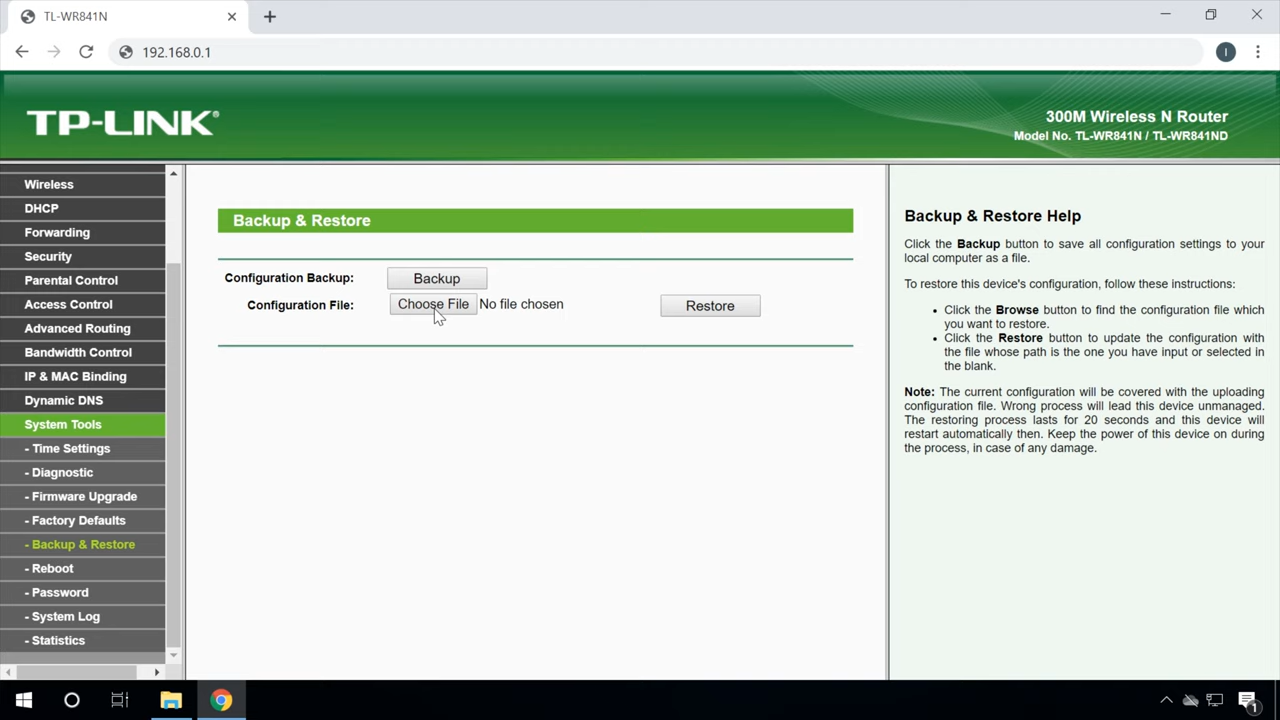 TL-WR841N
192.168.0.1
TP-LINK®
300M Wireless N Router
Model No. TL-WR841N / TL-WR841ND
Wireless
DHCP
Forwarding
Security
Parental Control
Access Control
Advanced Routing
Bandwidth Control
IP & MAC Binding
Dynamic DNS
System Tools
- Time Settings
- Diagnostic
- Firmware Upgrade
- Factory Defaults
- Backup & Restore
- Reboot
- Password
- System Log
- Statistics
Backup & Restore
Configuration Backup: Backup
Configuration File: Choose File No file chosen Restore
Backup & Restore Help
Click the Backup button to save all configuration settings to your
local computer as a file.
To restore this device's configuration, follow these instructions:
• Click the Browse button to find the configuration file which
you want to restore.
• Click the Restore button to update the configuration with
the file whose path is the one you have input or selected in
the blank.
Note: The current configuration will be covered with the uploading
configuration file. Wrong process will lead this device unmanaged.
The restoring process lasts for 20 seconds and this device will
restart automatically then. Keep the power of this device on during
the process, in case of any damage.
I
1